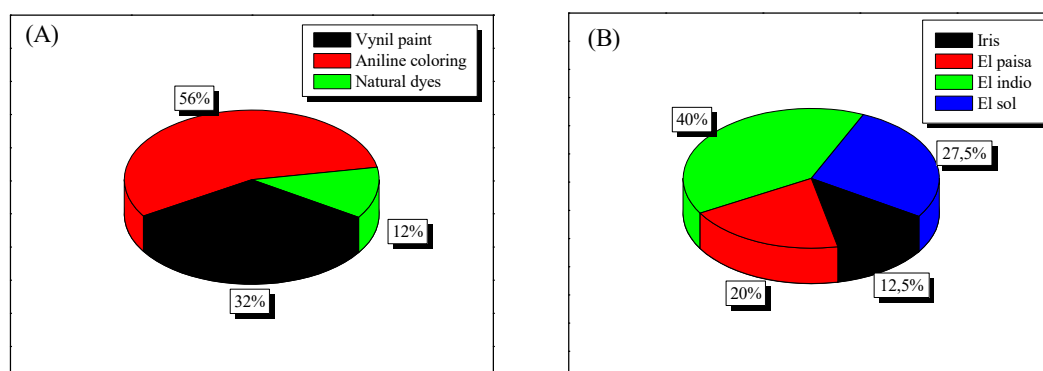 (A)
Vynil paint
Aniline coloring
Natural dyes
56%
12%
32%
(B)
Iris
El paisa
El indio
El sol
40%
27,5%
20%
12,5%